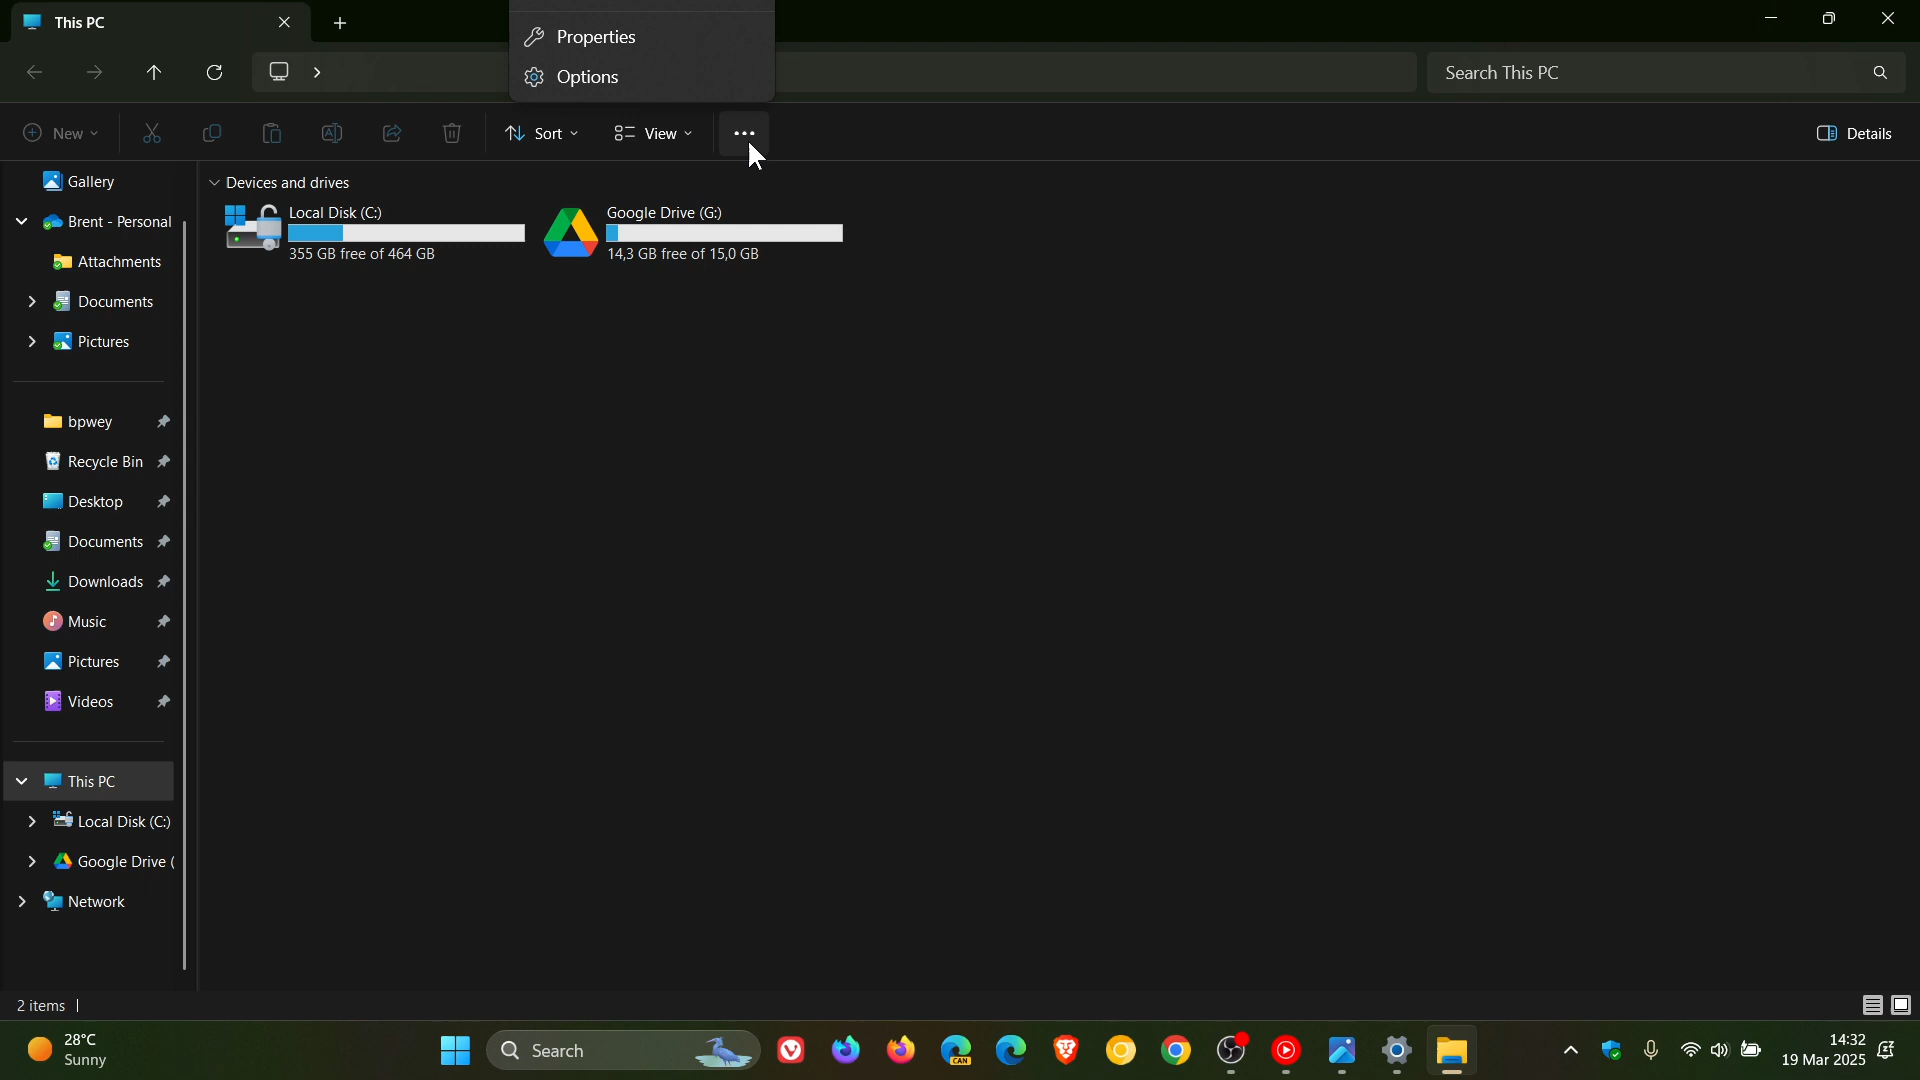 This PC
Properties
Options
Search This PC
New
Sort
View
Details
Gallery
Brent - Personal
Attachments
Documents
Pictures
bpwey
Recycle Bin
Desktop
Documents
Downloads
Music
Pictures
Videos
This PC
Local Disk (C:)
Google Drive (
Network
Devices and drives
Local Disk (C:)
355 GB free of 464 GB
Google Drive (G:)
14,3 GB free of 15,0 GB
2 items
28°C
Sunny
Search
CAN
14:32
19 Mar 2025